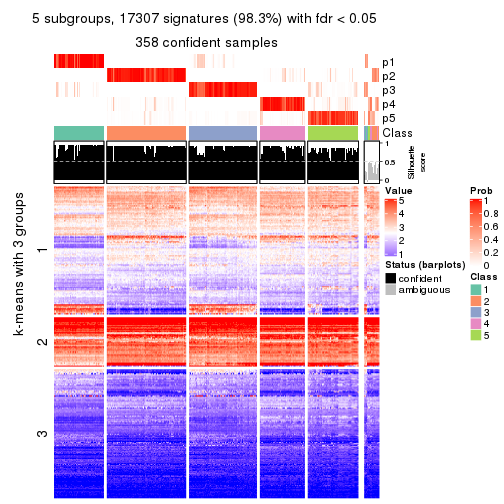 5 subgroups, 17307 signatures (98.3%) with fdr < 0.05
358 confident samples
p1
p2
p3
p4
p5
Class
1
0.5
0
Silhouette
score
k-means with 3 groups
1
2
3
Value
5
4
3
2
1
Status (barplots)
confident
ambiguous
Prob
1
0.8
0.6
0.4
0.2
0
Class
1
2
3
4
5